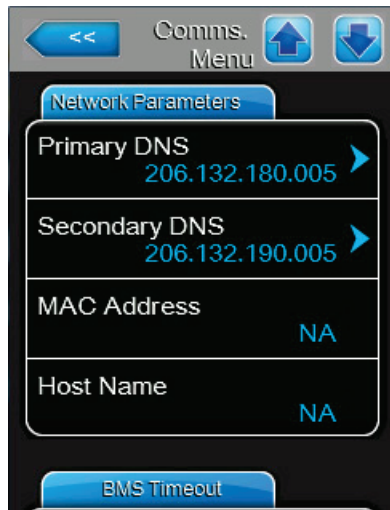 <<
Comms.
Menu
Network Parameters
Primary DNS
206.132.180.005
Secondary DNS
206.132.190.005
MAC Address
NA
Host Name
NA
BMS Timeout